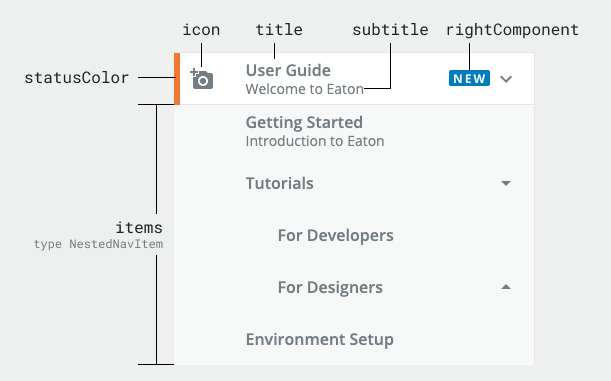 icon title subtitle rightComponent
statusColor
User Guide
Welcome to Eaton
NEW
Getting Started
Introduction to Eaton
Tutorials
items
type NestedNavItem
For Developers
For Designers
Environment Setup